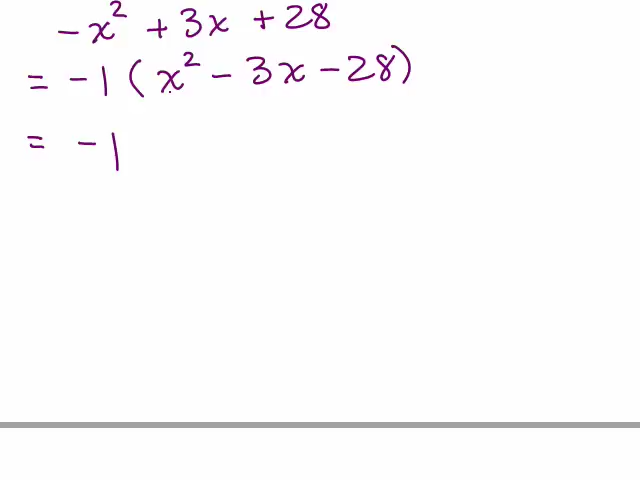 -x² + 3x + 28
= -1 (x² - 3x - 28)
= -1